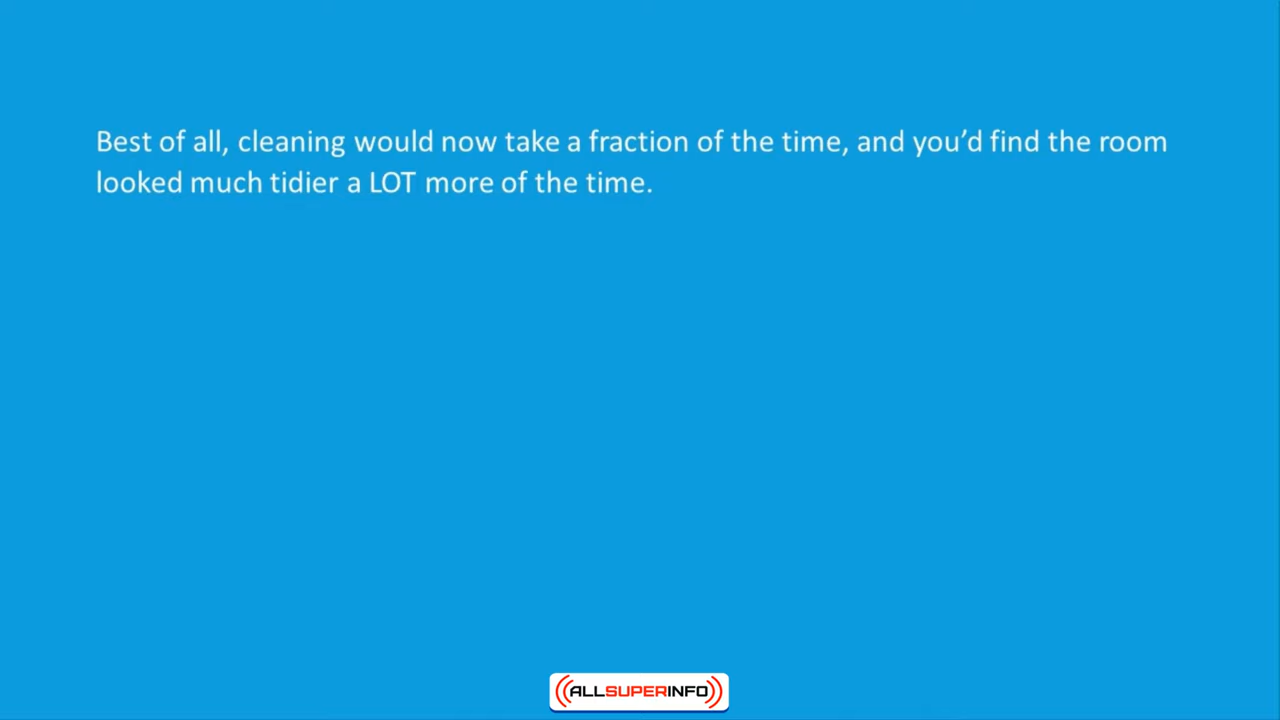 Best of all, cleaning would now take a fraction of the time, and you’d find the room
looked much tidier a LOT more of the time.
ALLSUPERINFO